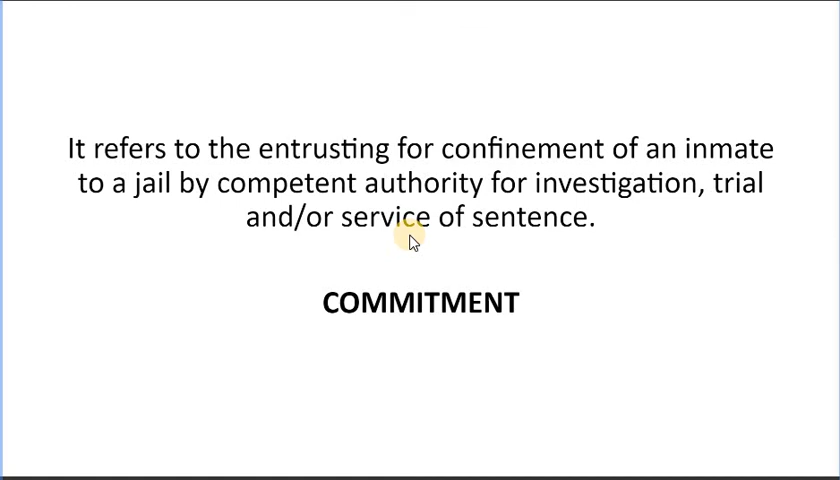 It refers to the entrusting for confinement of an inmate
to a jail by competent authority for investigation, trial
and/or service of sentence.
COMMITMENT